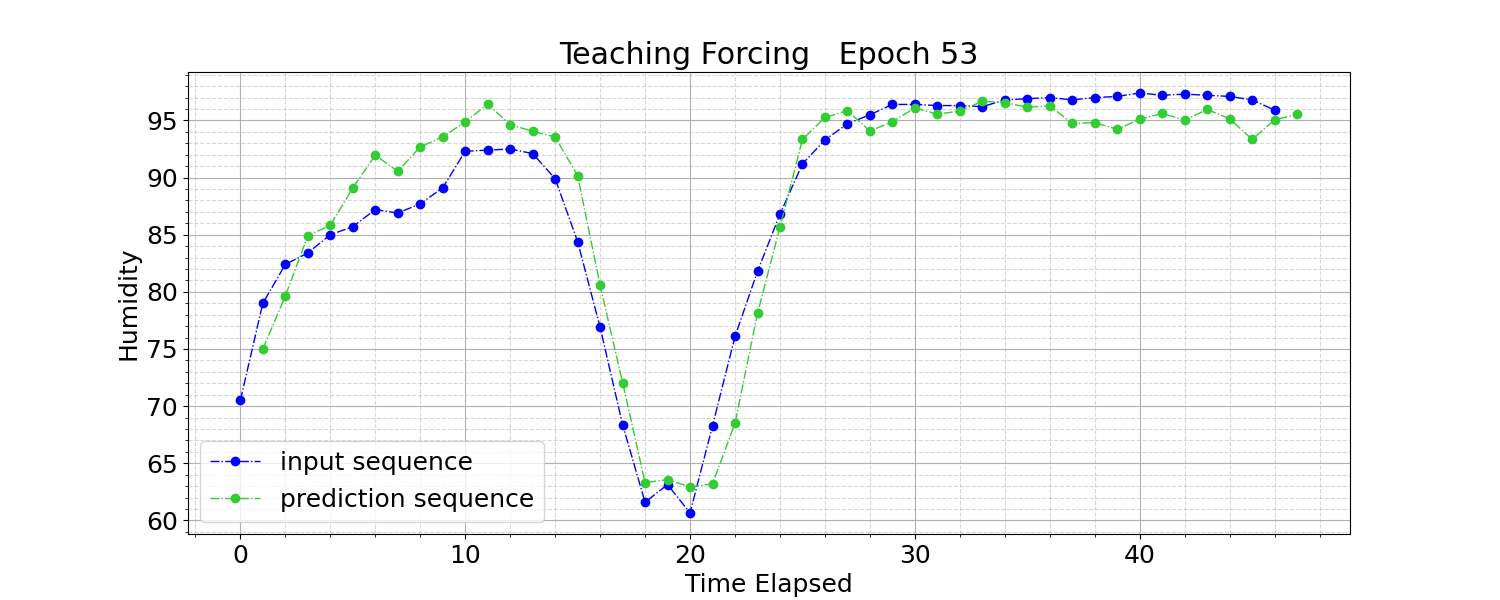 Teaching Forcing   Epoch 53
Humidity
95
90
85
80
75
70
65
60
input sequence
prediction sequence
0 10 20 30 40
Time Elapsed